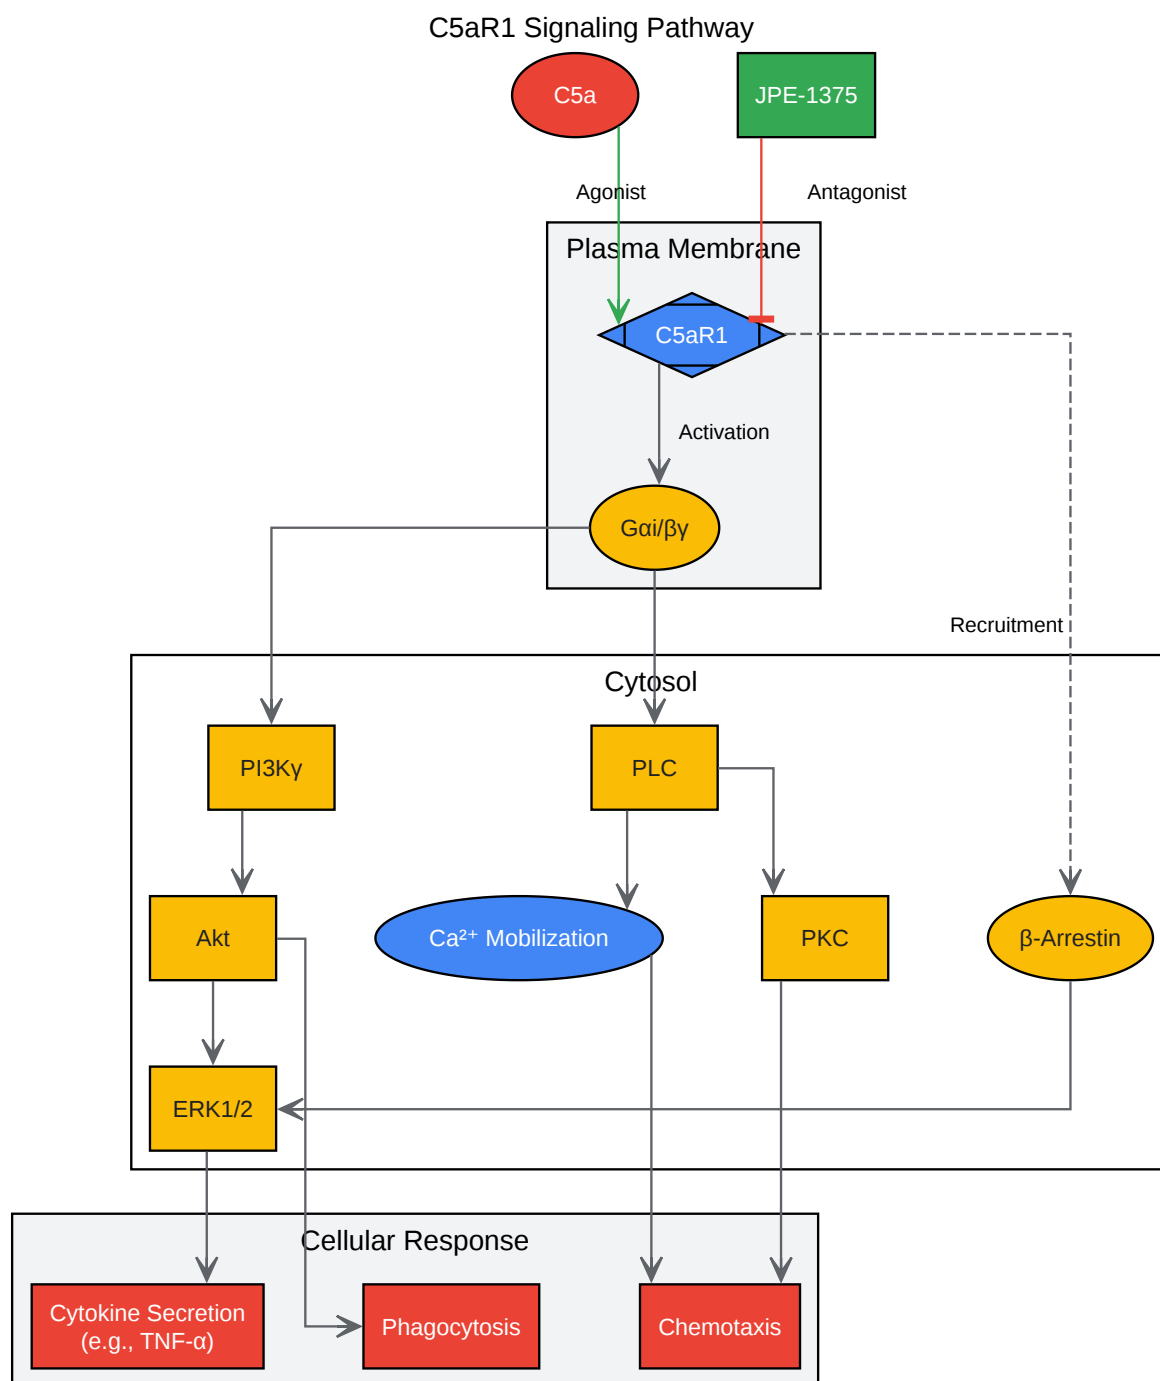 C5aR1 Signaling Pathway
C5a
JPE-1375
Agonist
Antagonist
Plasma Membrane
C5aR1
Activation
Gαi/βγ
Recruitment
Cytosol
PI3Kγ
PLC
Akt
Ca²⁺ Mobilization
PKC
β-Arrestin
ERK1/2
Cellular Response
Cytokine Secretion
(e.g., TNF-α)
Phagocytosis
Chemotaxis